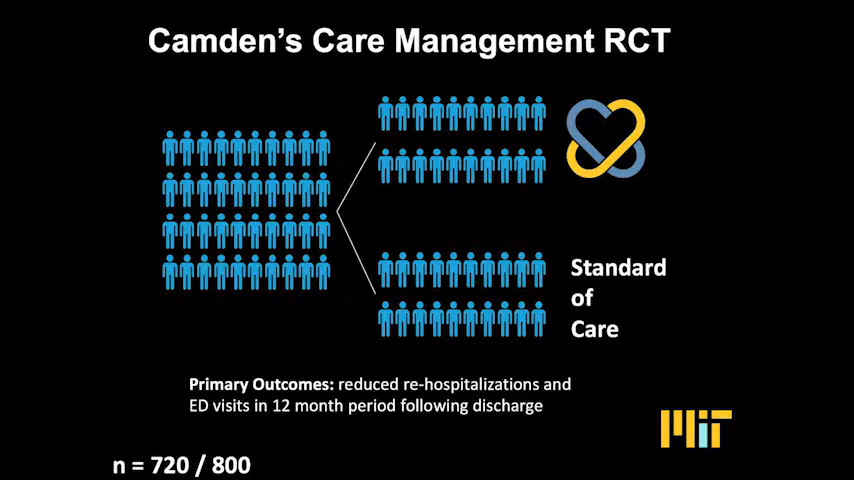 Camden's Care Management RCT
Standard
of
Care
Primary Outcomes: reduced re-hospitalizations and
ED visits in 12 month period following discharge
MiT
n = 720 / 800